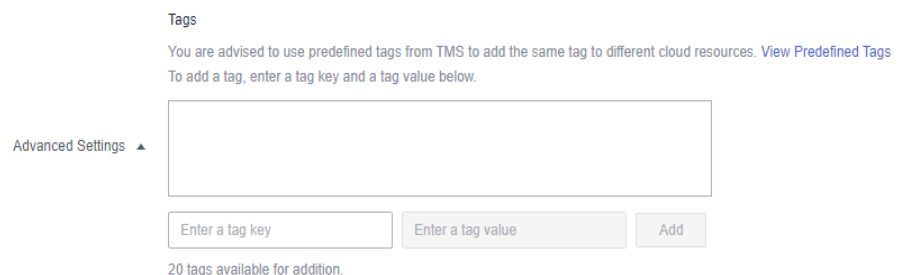 Tags
You are advised to use predefined tags from TMS to add the same tag to different cloud resources. View Predefined Tags
To add a tag, enter a tag key and a tag value below.
Advanced Settings
Enter a tag key Enter a tag value Add
20 tags available for addition.